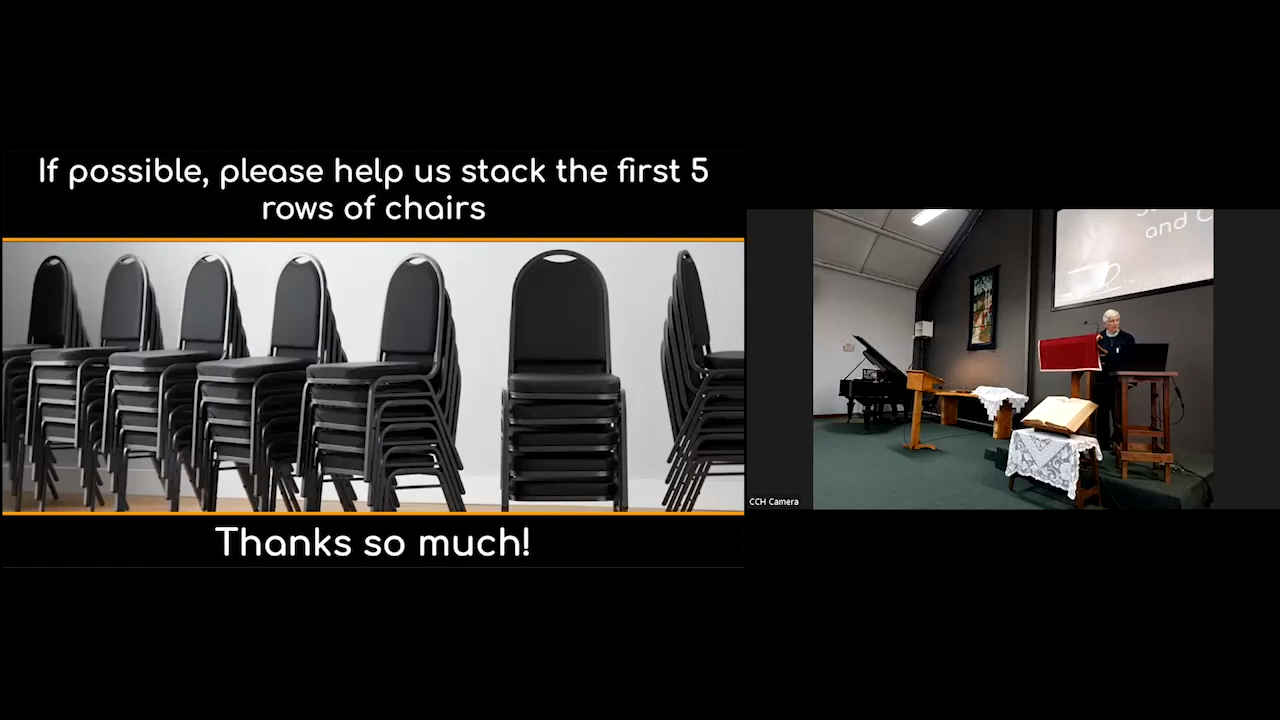 If possible, please help us stack the first 5
rows of chairs
Thanks so much!
and
CCH Camera